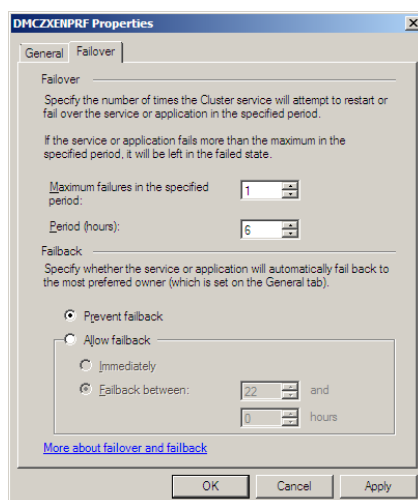 DMCZXENPRF Properties
General Failover
Failover
Specify the number of times the Cluster service will attempt to restart or
fail over the service or application in the specified period.
If the service or application fails more than the maximum in the
specified period, it will be left in the failed state.
Maximum failures in the specified
period:
1
Period (hours):
6
Failback
Specify whether the service or application will automatically fail back to
the most preferred owner (which is set on the General tab).
Prevent failback
Allow failback
Immediately
Failback between: 22 and
0 hours
More about failover and failback
OK Cancel Apply